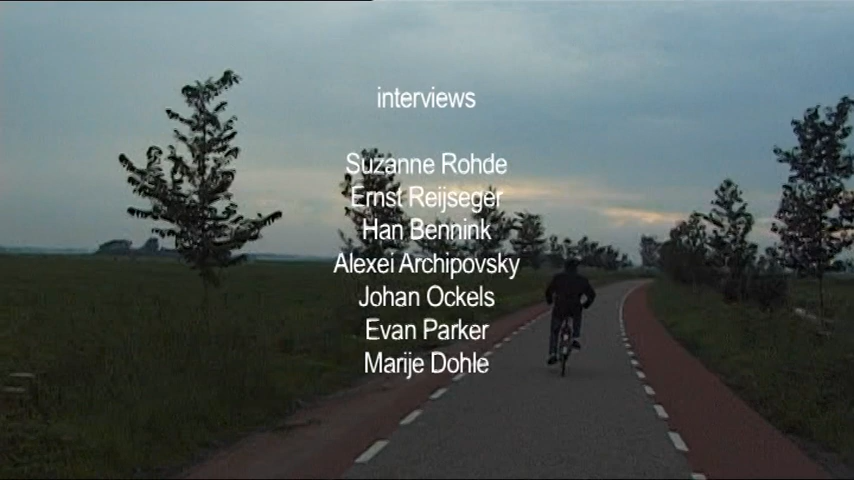 interviews
Suzanne Rohde
Ernst Reijseger
Han Bennink
Alexei Archipovsky
Johan Ockels
Evan Parker
Marije Dohle